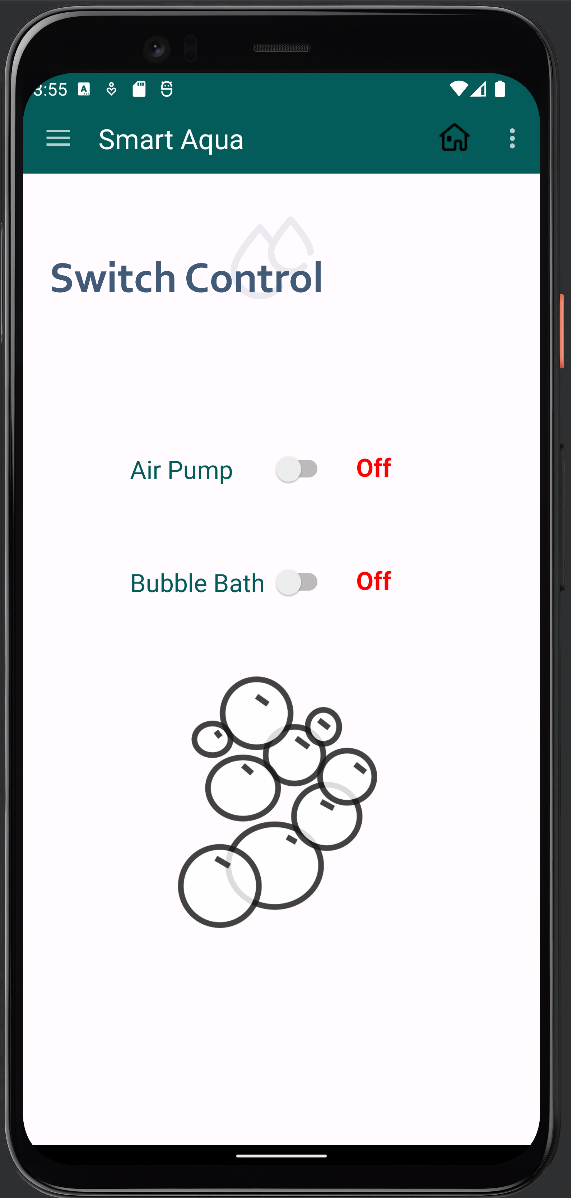 3:55
Smart Aqua
Switch Control
Air Pump Off
Bubble Bath Off